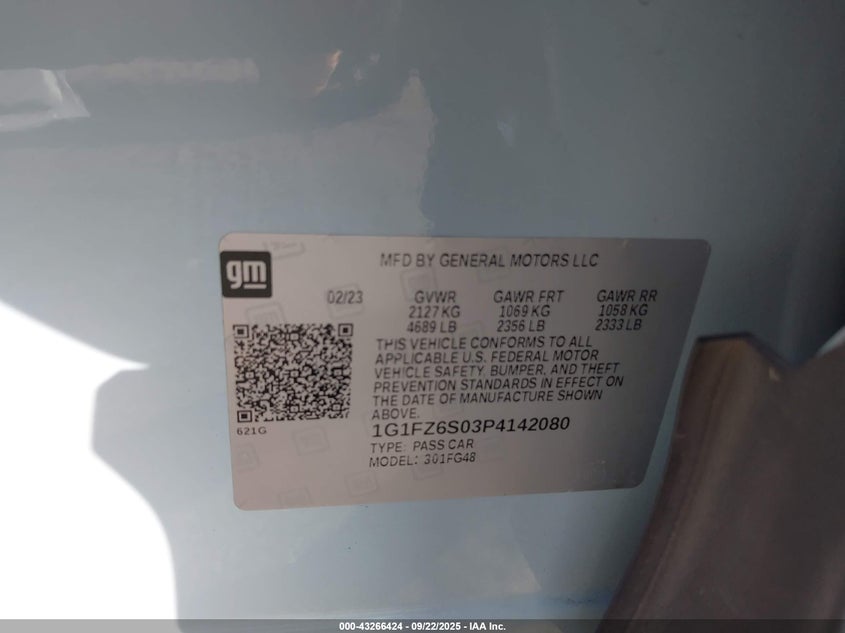 gm
MFD BY GENERAL MOTORS LLC
02/23 GVWR GAWR FRT GAWR RR
2127 KG 1069 KG 1058 KG
4689 LB 2356 LB 2333 LB
THIS VEHICLE CONFORMS TO ALL
APPLICABLE U.S. FEDERAL MOTOR
VEHICLE SAFETY, BUMPER, AND THEFT
PREVENTION STANDARDS IN EFFECT ON
THE DATE OF MANUFACTURE SHOWN
ABOVE.
621G
1G1FZ6S03P4142080
TYPE: PASS CAR
MODEL: 301FG48
000-43266424 - 09/22/2025 - IAA Inc.